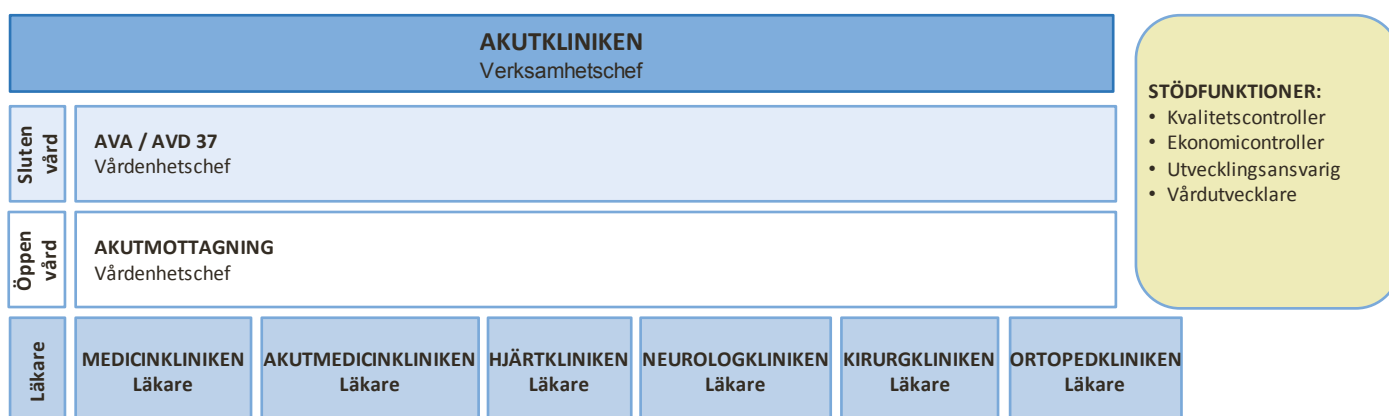 AKUTKLINIKEN
Verksamhetschef
STÖDFUNKTIONER:
• Kvalitetscontroller
• Ekonomicontroller
• Utvecklingsansvarig
• Vårdutvecklare
Sluten
vård
AVA / AVD 37
Vårdenhetschef
Öppen
vård
AKUTMOTTAGNING
Vårdenhetschef
Läkare
MEDICINKLINIKEN
Läkare
AKUTMEDICINKLINIKEN
Läkare
HJÄRTKLINIKEN
Läkare
NEUROLOGKLINIKEN
Läkare
KIRURGKLINIKEN
Läkare
ORTOPEDKLINIKEN
Läkare